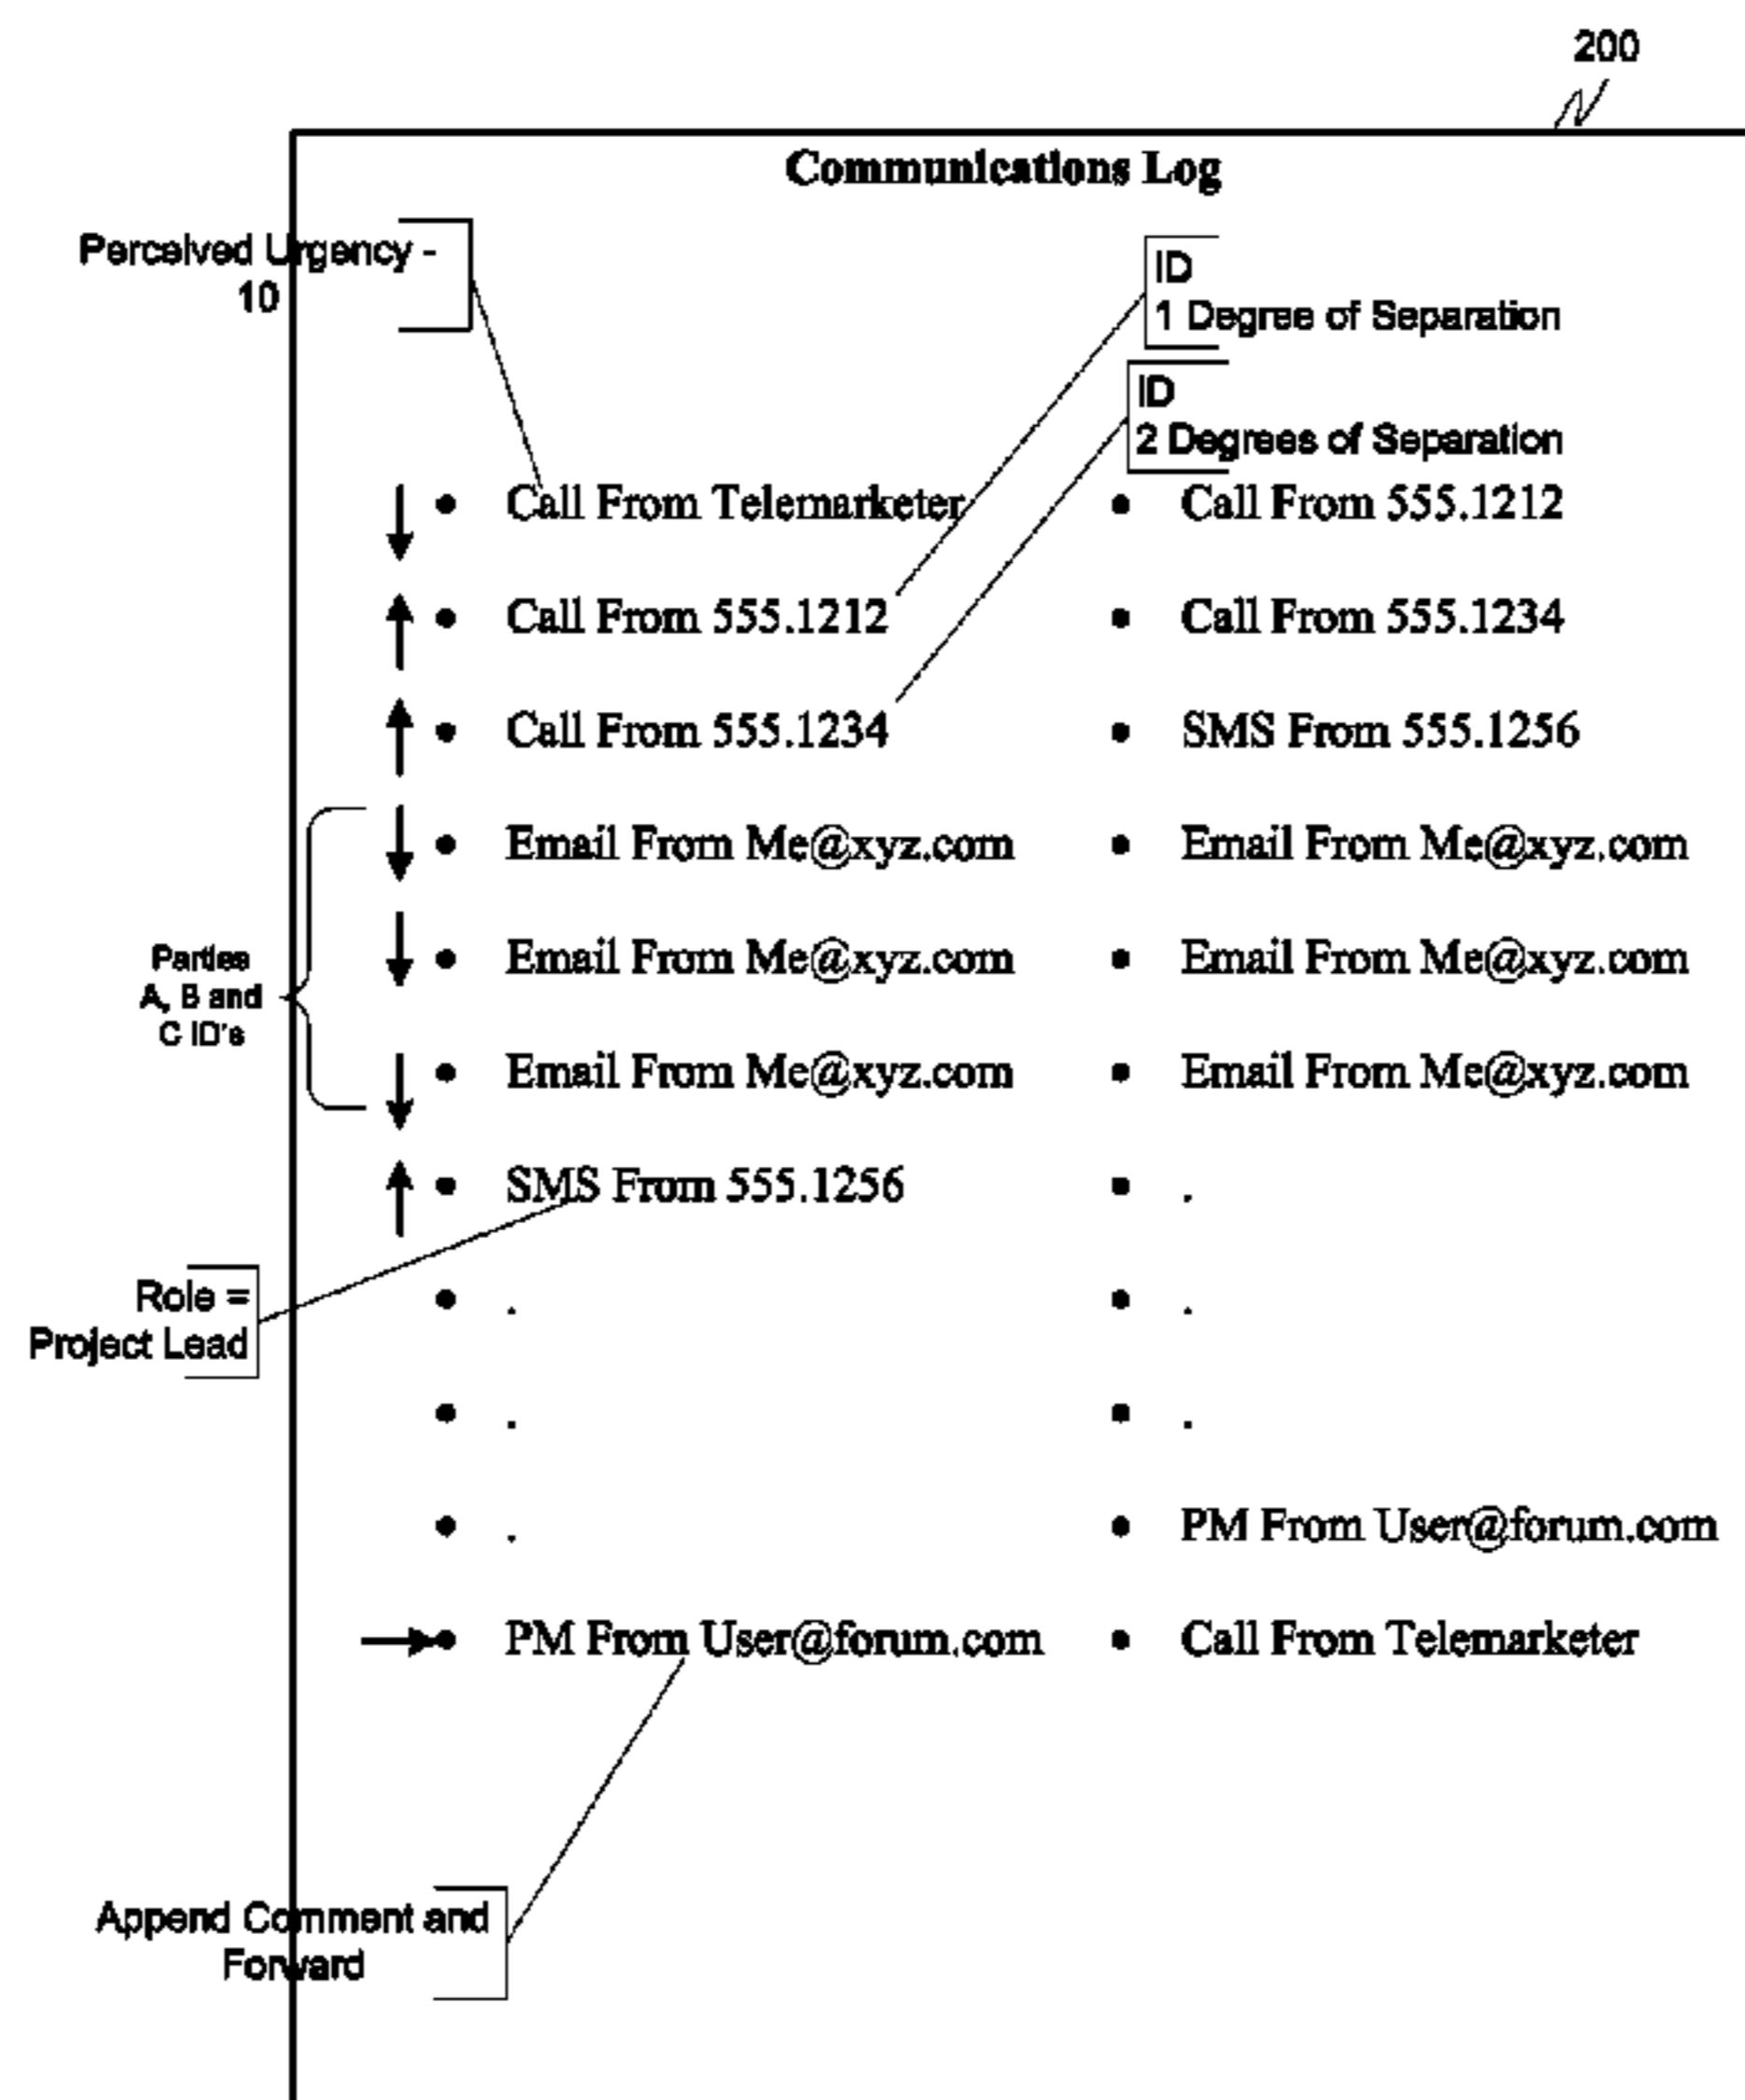 200
Communications Log
Perceived Urgency -
10
ID
1 Degree of Separation
ID
2 Degrees of Separation
• Call From Telemarketer
• Call From 555.1212
• Call From 555.1234
• Email From Me@xyz.com
• Email From Me@xyz.com
• Email From Me@xyz.com
• SMS From 555.1256
• .
• .
• .
• PM From User@forum.com
• Call From 555.1212
• Call From 555.1234
• SMS From 555.1256
• Email From Me@xyz.com
• Email From Me@xyz.com
• Email From Me@xyz.com
• .
• .
• .
• PM From User@forum.com
• Call From Telemarketer
Parties
A, B and
C ID's
Role =
Project Lead
Append Comment and
Forward